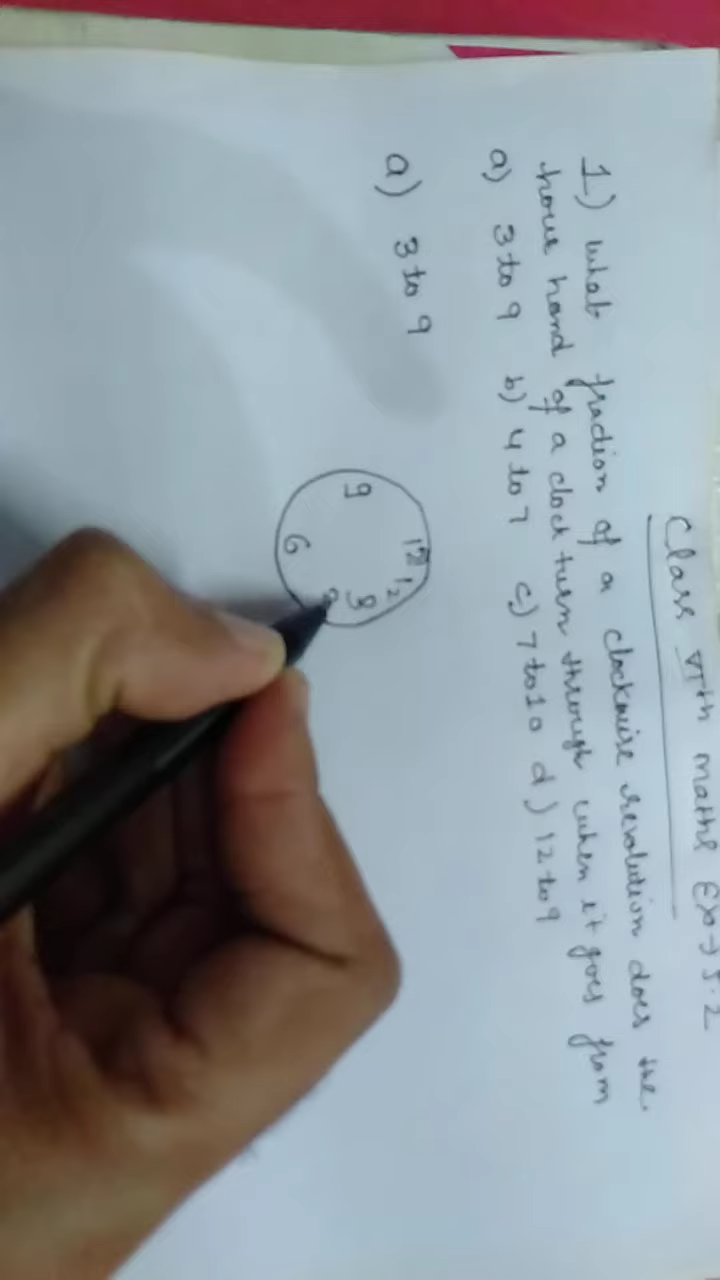 Class VIth maths Ex→ 5.2
1) What fraction of a clockwise revolution does the
hour hand of a clock turn through when it goes from
a) 3 to 9 b) 4 to 7 c) 7 to 10 d) 12 to 9
a) 3 to 9
12
1
2
3
6
9